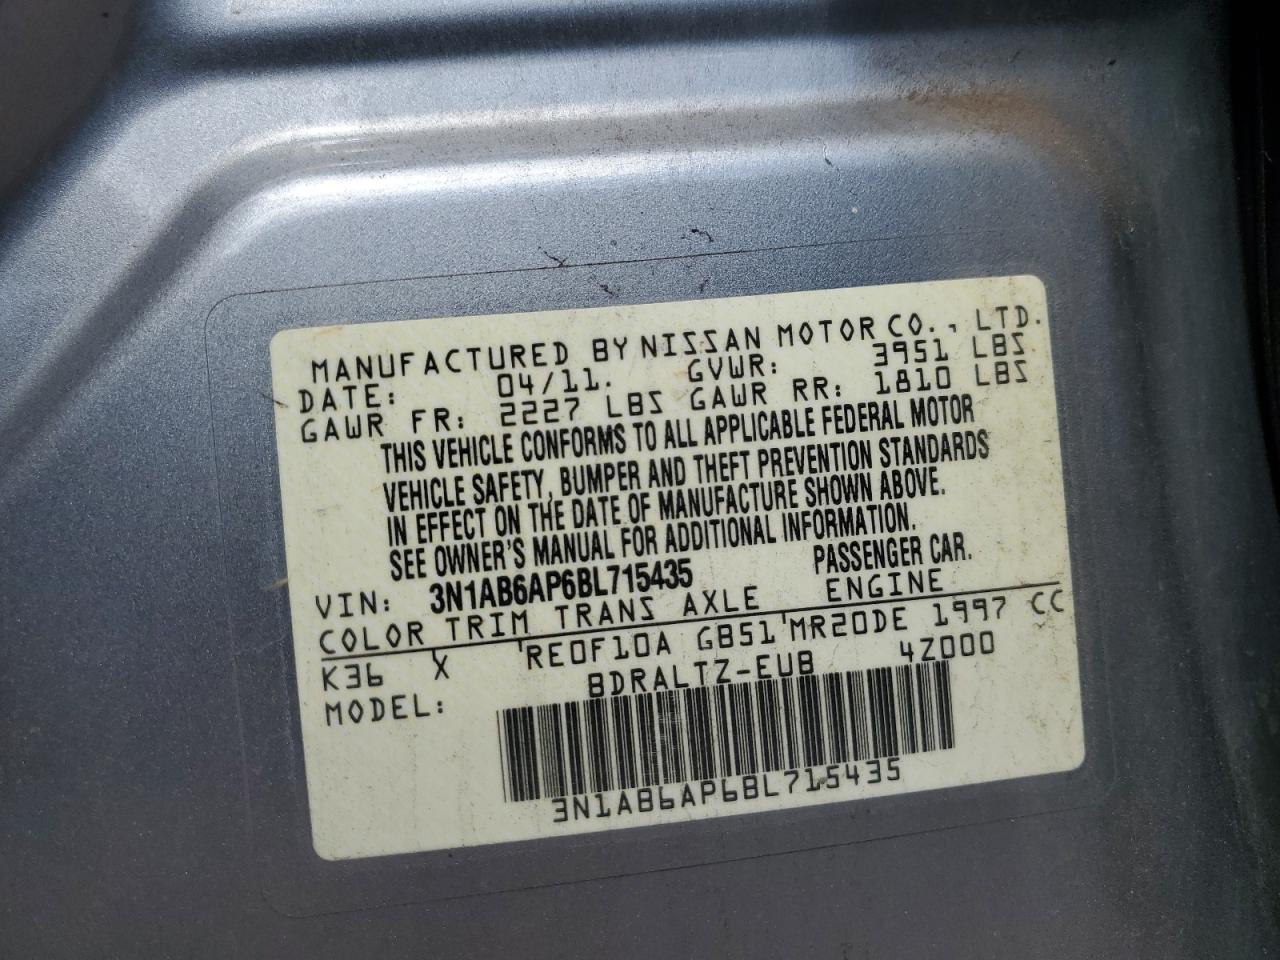 MANUFACTURED BY NISSAN MOTOR CO., LTD.
DATE: 04/11. GVWR: 3951 LBS
GAWR FR: 2227 LBS GAWR RR: 1810 LBS
THIS VEHICLE CONFORMS TO ALL APPLICABLE FEDERAL MOTOR
VEHICLE SAFETY, BUMPER AND THEFT PREVENTION STANDARDS
IN EFFECT ON THE DATE OF MANUFACTURE SHOWN ABOVE.
SEE OWNER'S MANUAL FOR ADDITIONAL INFORMATION.
VIN: 3N1AB6AP6BL715435 PASSENGER CAR.
COLOR TRIM TRANS AXLE ENGINE
K36 X RE0F10A GB51 MR20DE 1997 CC
MODEL: BDRALTZ-EUB 4Z000
3N1AB6AP6BL715435